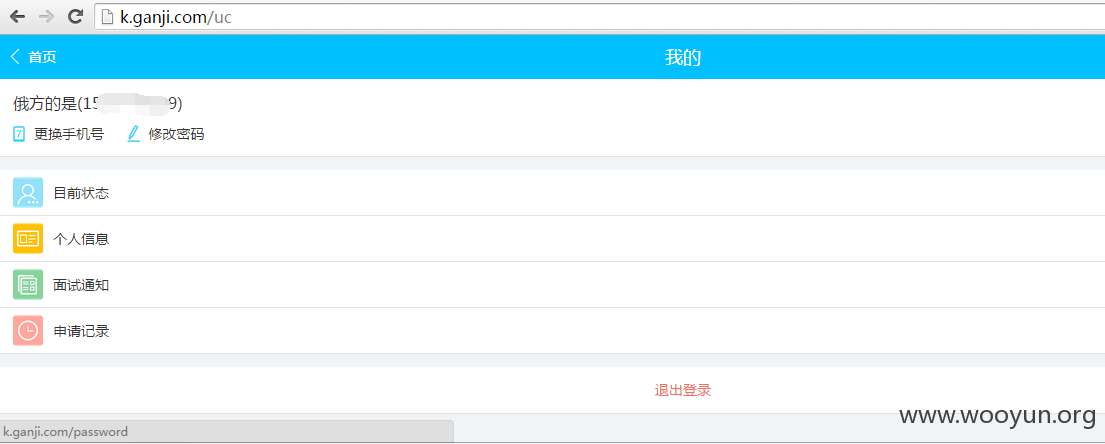 k.ganji.com/uc
首页 我的
俄方的是(15 9)
更换手机号 修改密码
目前状态
个人信息
面试通知
申请记录
退出登录
www.wooyun.org
k.ganji.com/password